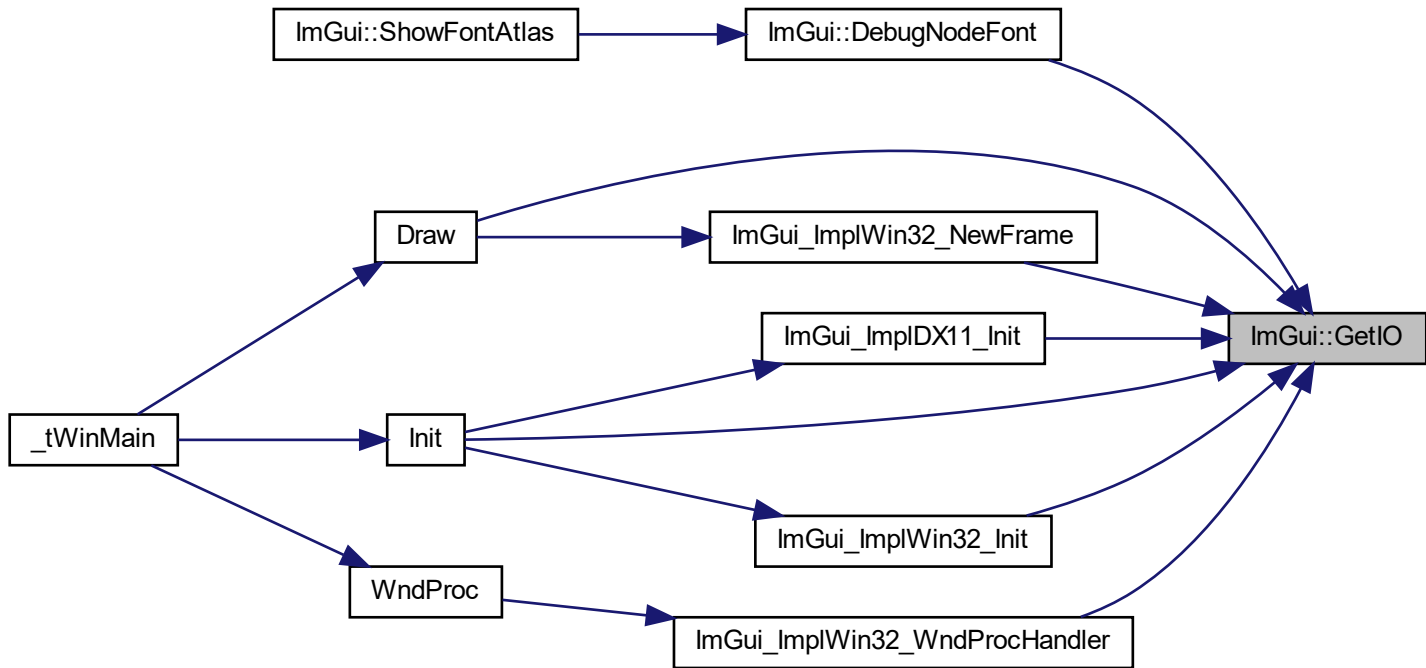 ImGui::ShowFontAtlas
ImGui::DebugNodeFont
Draw
ImGui_ImplWin32_NewFrame
ImGui_ImplDX11_Init
ImGui::GetIO
_tWinMain
Init
ImGui_ImplWin32_Init
WndProc
ImGui_ImplWin32_WndProcHandler